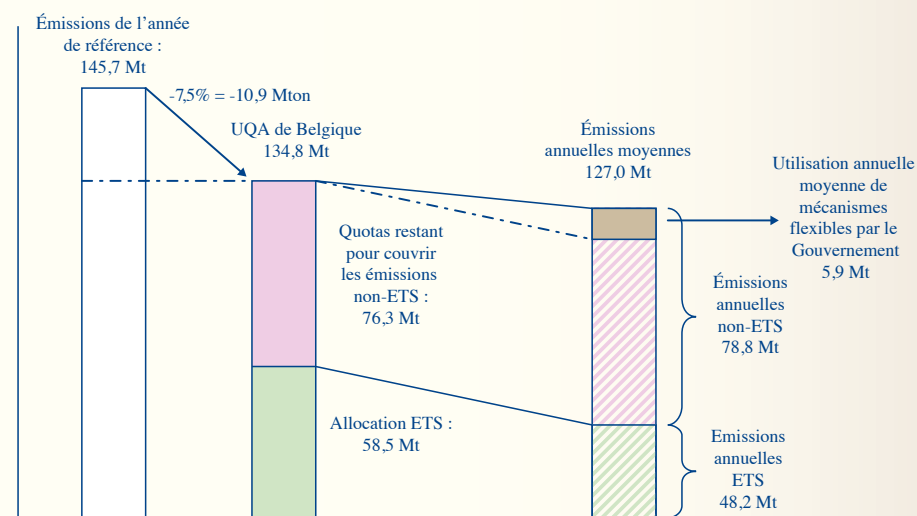 Émissions de l’année
de référence :
145,7 Mt
-7,5% = -10,9 Mton
UQA de Belgique
134,8 Mt
Émissions
annuelles moyennes
127,0 Mt
Utilisation annuelle
moyenne de
mécanismes
flexibles par le
Gouvernement
5,9 Mt
Quotas restant
pour couvrir
les émissions
non-ETS :
76,3 Mt
Émissions
annuelles
non-ETS
78,8 Mt
Allocation ETS :
58,5 Mt
Emissions
annuelles
ETS
48,2 Mt